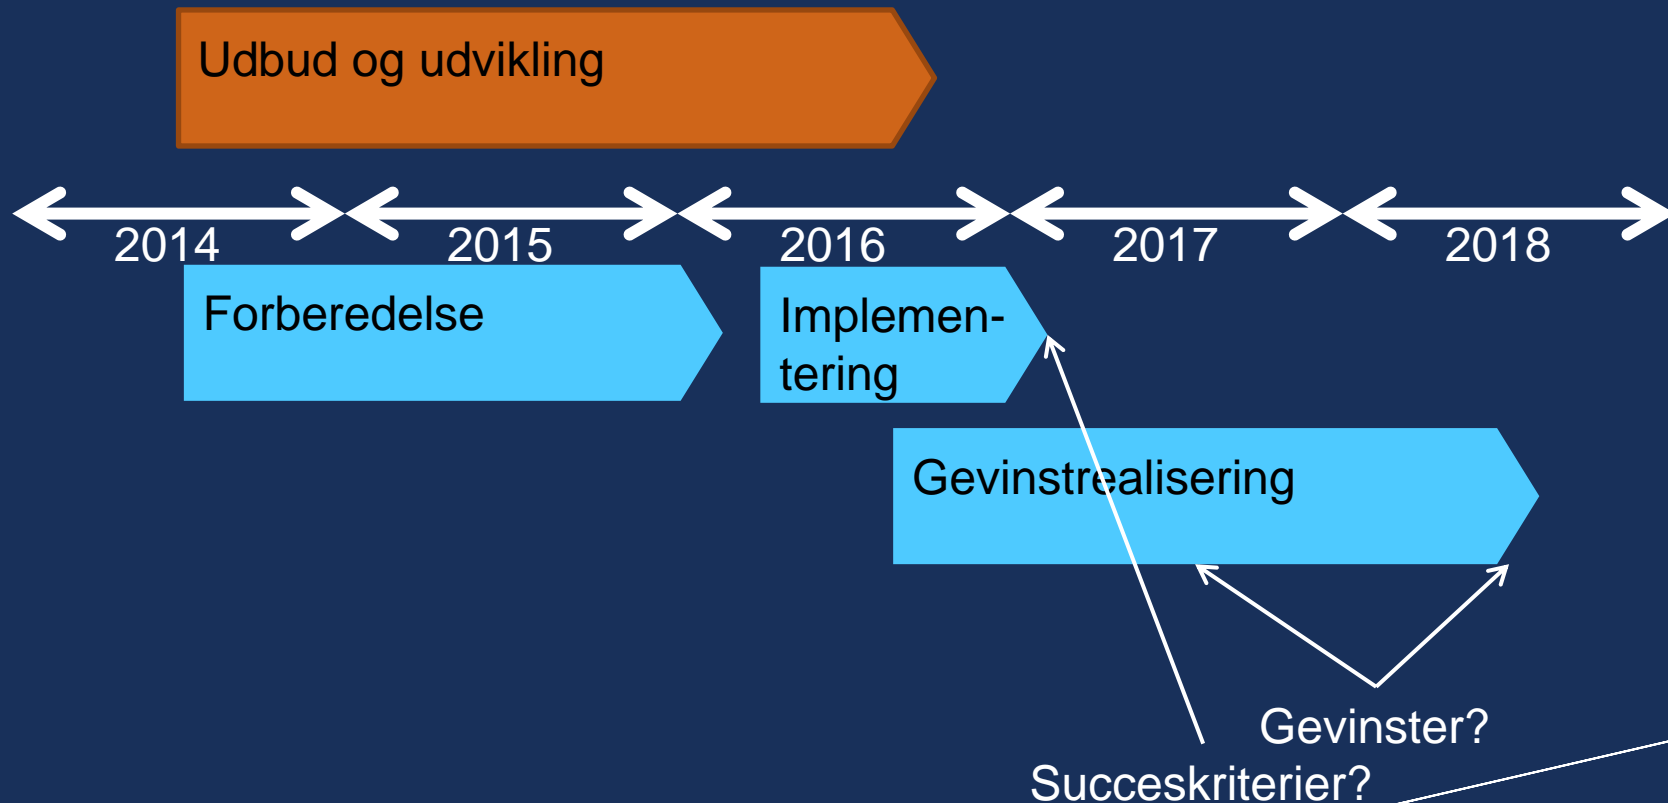 Udbud og udvikling
2014 2015 2016 2017 2018
Forberedelse
Implemen-
tering
Gevinstrealisering
Gevinster?
Succeskriterier?